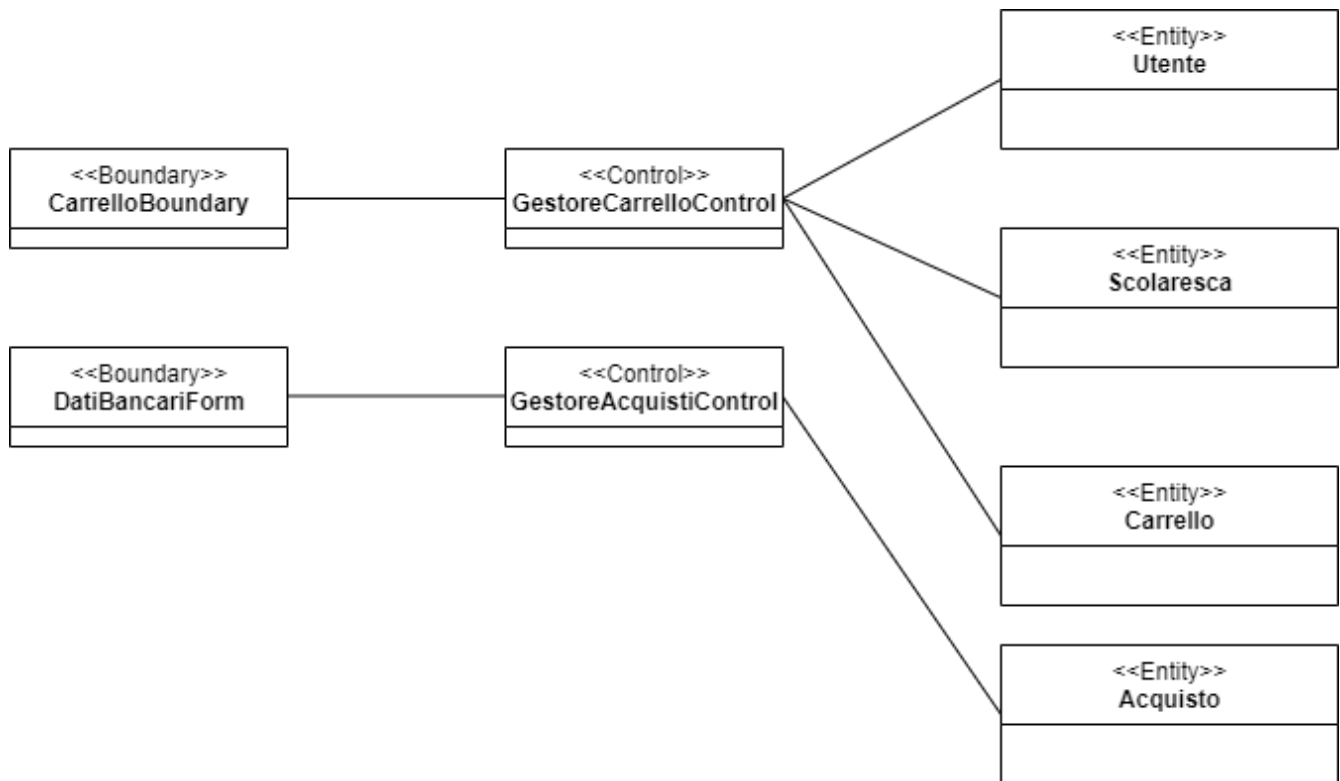 <<Entity>>
Utente
<<Boundary>>
CarrelloBoundary
<<Control>>
GestoreCarrelloControl
<<Entity>>
Scolaresca
<<Boundary>>
DatiBancariForm
<<Control>>
GestoreAcquistiControl
<<Entity>>
Carrello
<<Entity>>
Acquisto